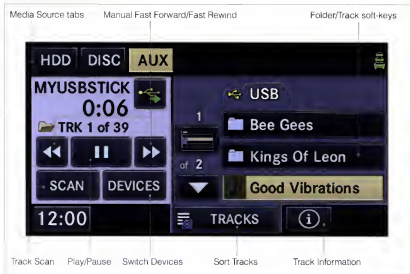 Media Source tabs Manual Fast Forward/Fast Rewind Folder/Track soft-keys
HDD DISC AUX
MYUSBSTICK
0:06
TRK 1 of 39
SCAN DEVICES
12:00
1
of 2
USB
Bee Gees
Kings Of Leon
Good Vibrations
TRACKS i
Track Scan Play/Pause Switch Devices Sort Tracks Track Information